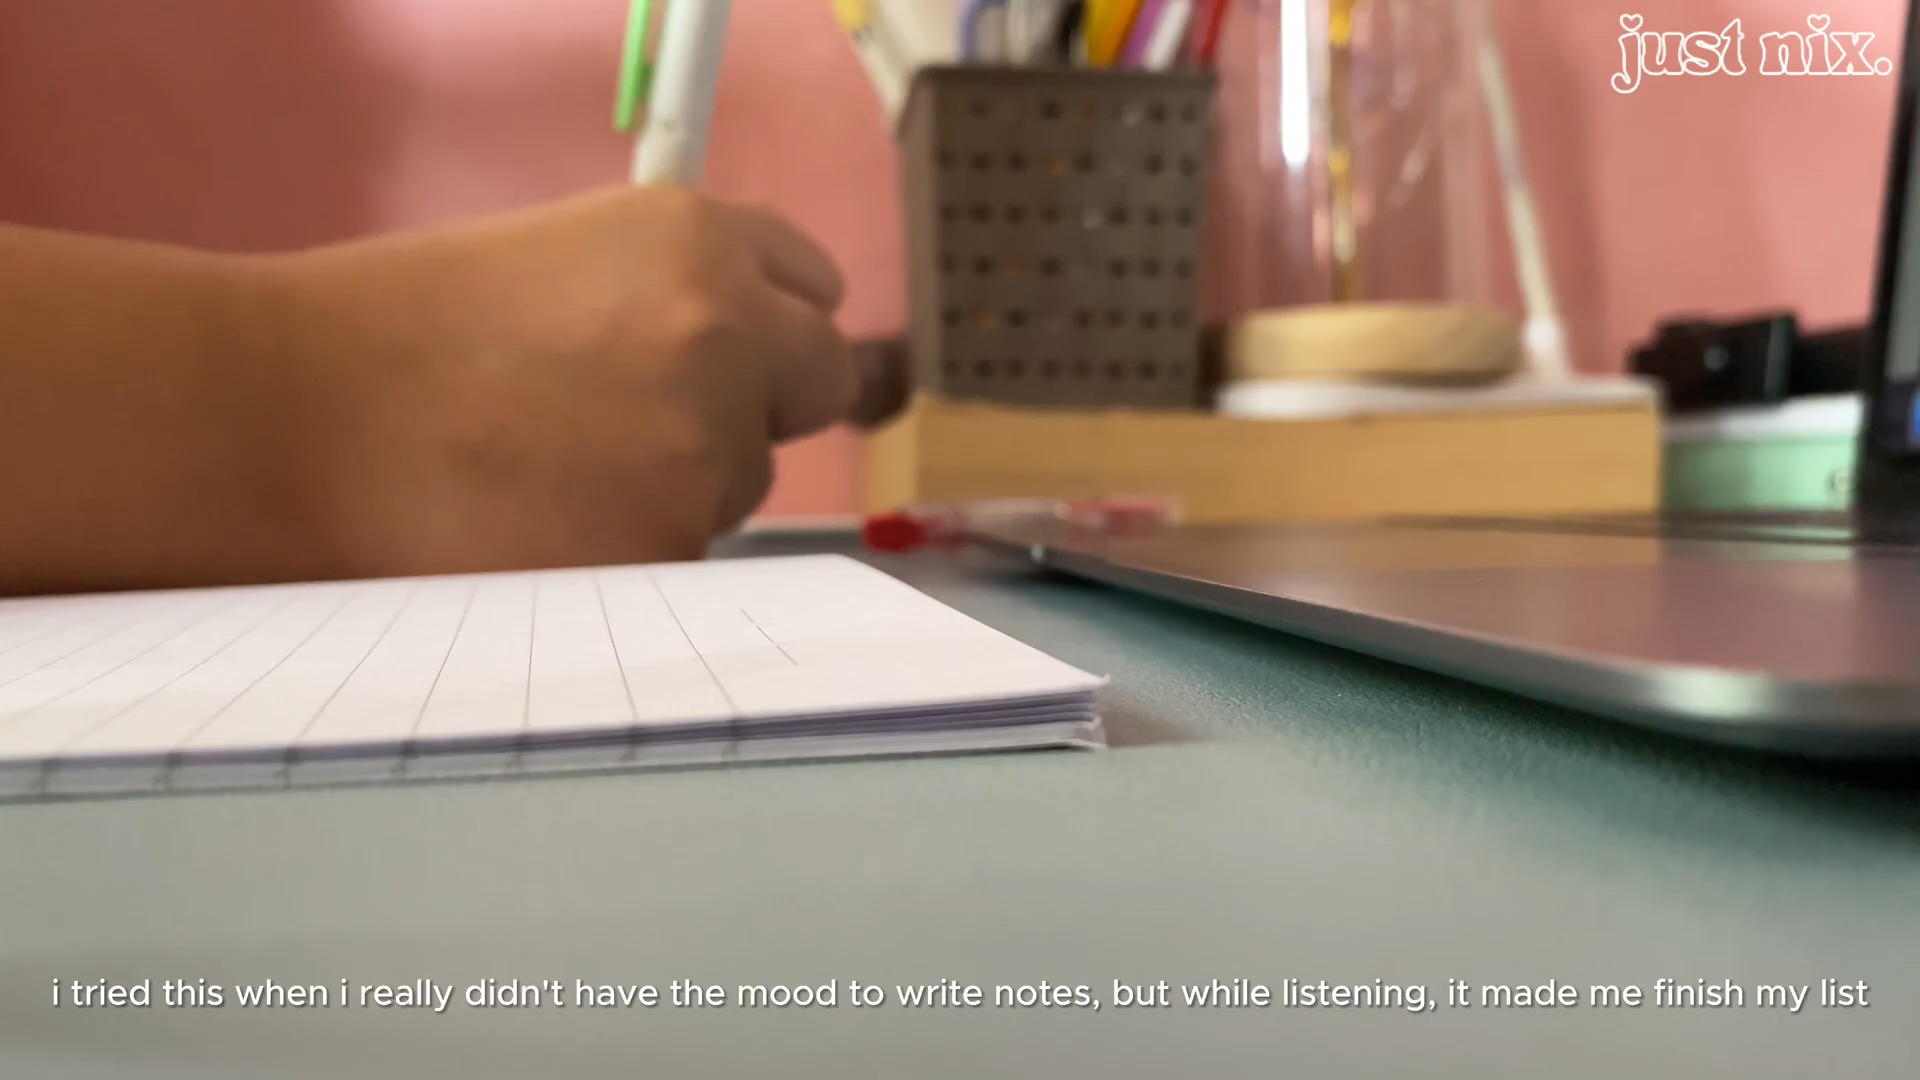 just nix.
i tried this when i really didn't have the mood to write notes, but while listening, it made me finish my list